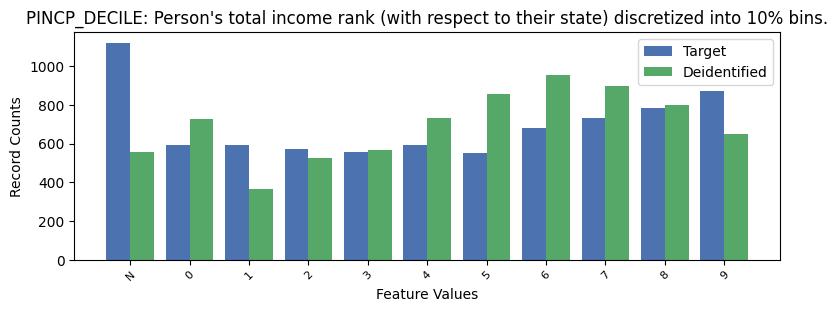 PINCP_DECILE: Person's total income rank (with respect to their state) discretized into 10% bins.
Target
Deidentified
Record Counts
1000
800
600
400
200
0
N 0 1 2 3 4 5 6 7 8 9
Feature Values